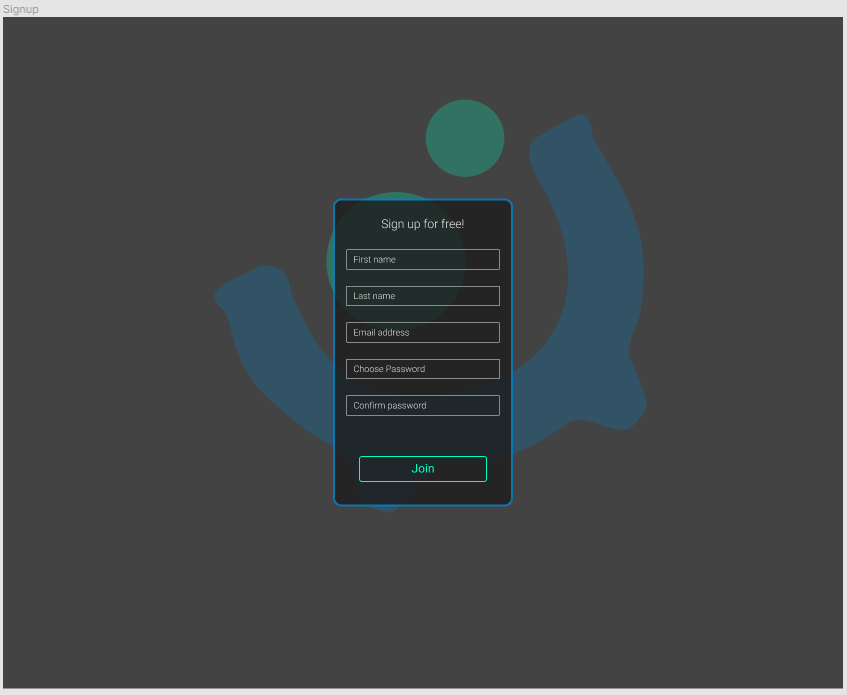 Signup
Sign up for free!
First name
Last name
Email address
Choose Password
Confirm password
Join